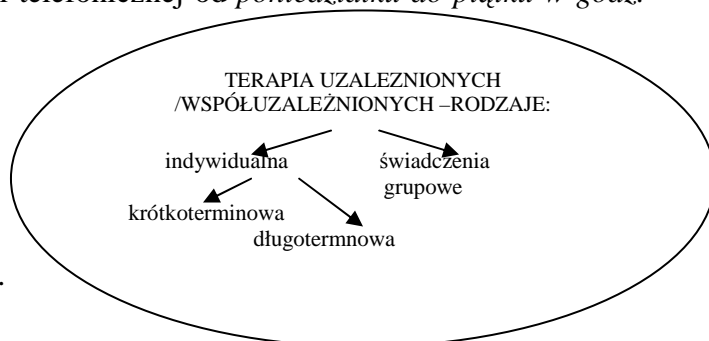 i telefonicznej od poniedziałku do piątku w godz.
TERAPIA UZALEZNIONYCH
/WSPÓŁUZALEŻNIONYCH –RODZAJE:
indywidualna świadczenia
grupowe
krótkoterminowa
długotermnowa
.